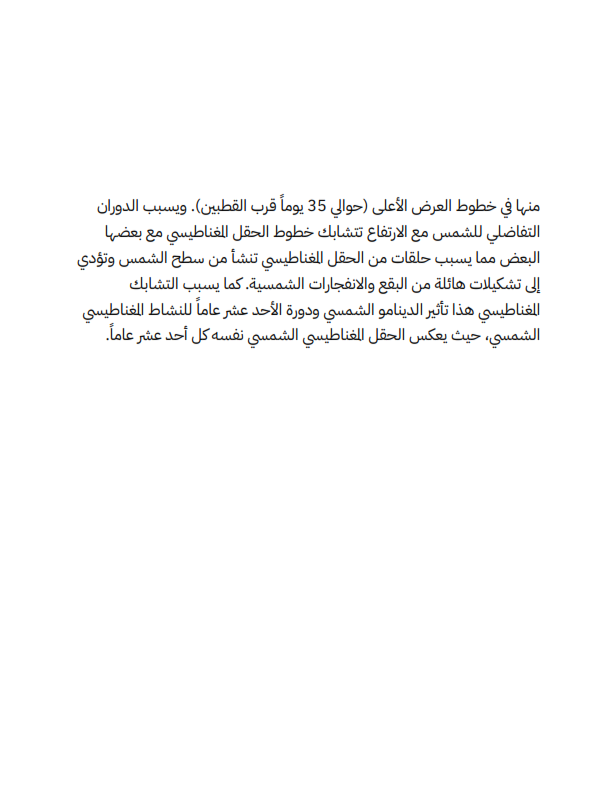 منها في خطوط العرض الأعلى (حوالي 35 يوماً قرب القطبين). ويسبب الدوران
التفاضلي للشمس مع الارتفاع تتشابك خطوط الحقل المغناطيسي مع بعضها
البعض مما يسبب حلقات من الحقل المغناطيسي تنشأ من سطح الشمس وتؤدي
إلى تشكيلات هائلة من البقع والانفجارات الشمسية. كما يسبب التشابك
المغناطيسي هذا تأثير الدينامو الشمسي ودورة الأحد عشر عاماً للنشاط المغناطيسي
الشمسي، حيث يعكس الحقل المغناطيسي الشمسي نفسه كل أحد عشر عاماً.